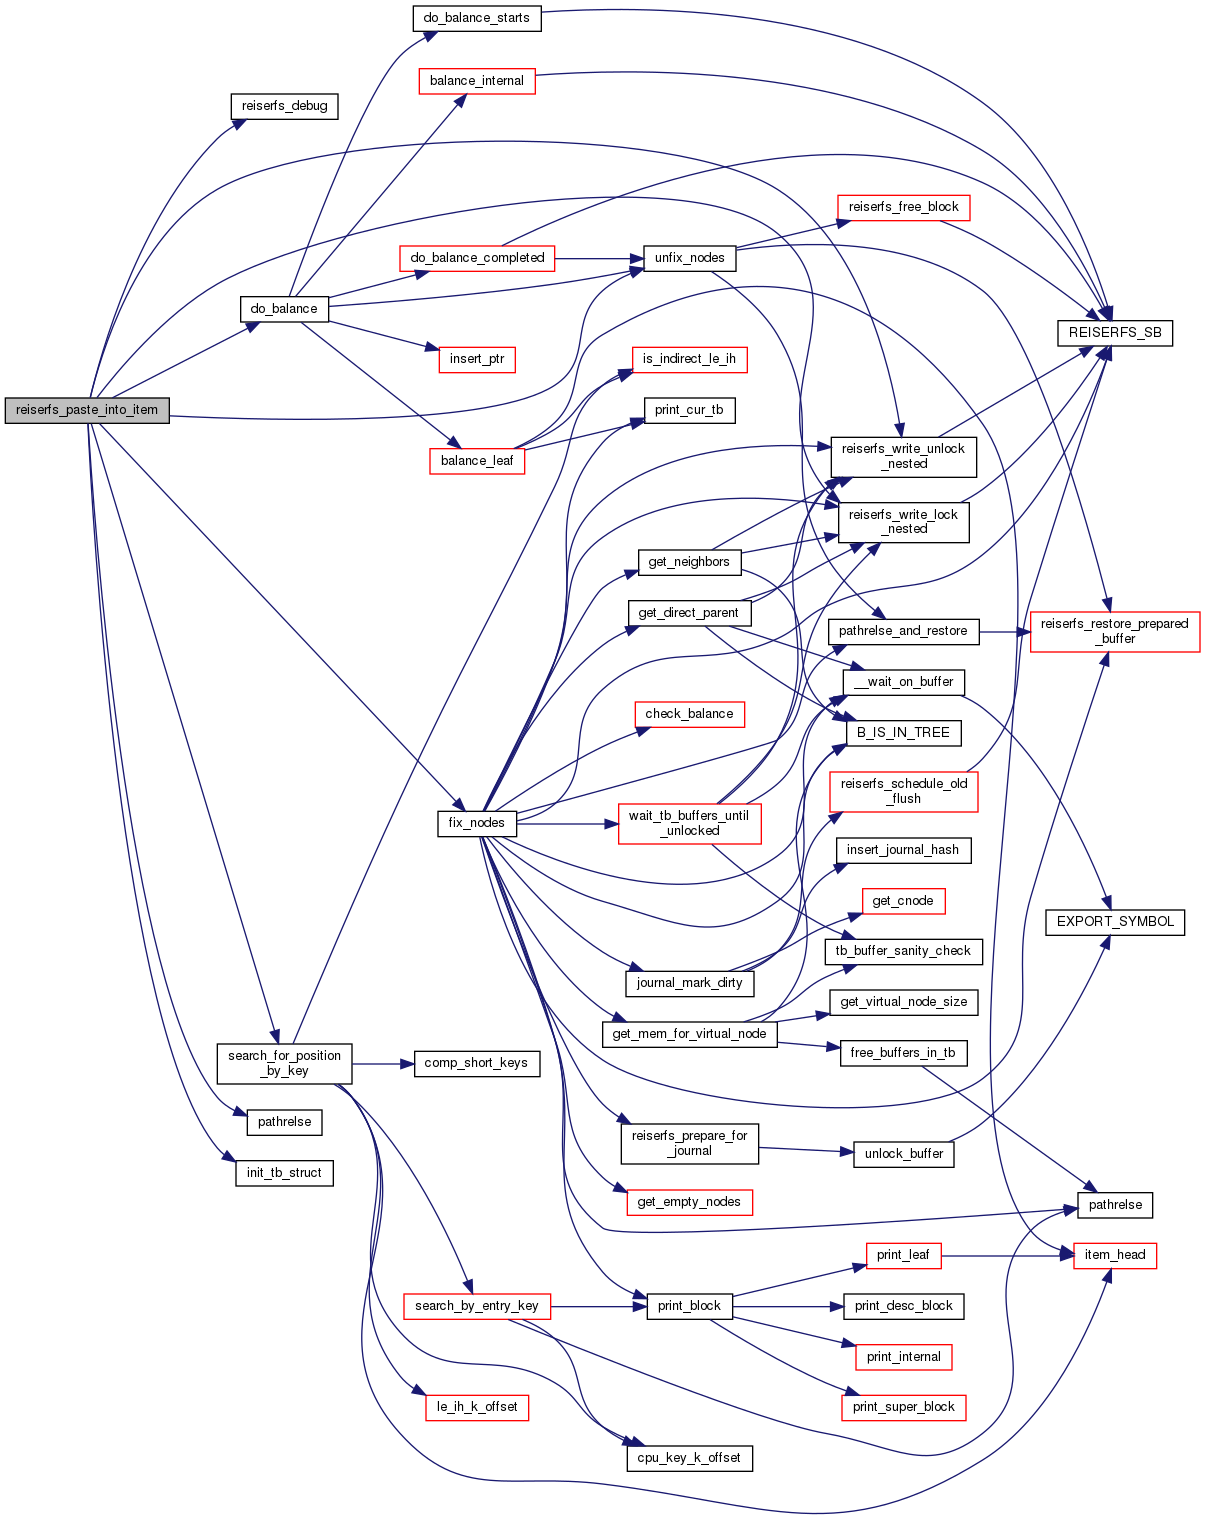 do_balance_starts
balance_internal
reiserfs_debug
reiserfs_free_block
do_balance_completed
unfix_nodes
do_balance
REISERFS_SB
insert_ptr
is_indirect_le_ih
reiserfs_paste_into_item
print_cur_tb
balance_leaf
reiserfs_write_unlock
_nested
reiserfs_write_lock
_nested
get_neighbors
get_direct_parent
pathrelse_and_restore
reiserfs_restore_prepared
_buffer
__wait_on_buffer
check_balance
B_IS_IN_TREE
reiserfs_schedule_old
_flush
fix_nodes
wait_tb_buffers_until
_unlocked
insert_journal_hash
get_cnode
EXPORT_SYMBOL
tb_buffer_sanity_check
journal_mark_dirty
get_virtual_node_size
get_mem_for_virtual_node
free_buffers_in_tb
search_for_position
_by_key
comp_short_keys
pathrelse
reiserfs_prepare_for
_journal
unlock_buffer
init_tb_struct
get_empty_nodes
pathrelse
print_leaf
item_head
search_by_entry_key
print_block
print_desc_block
print_internal
le_ih_k_offset
print_super_block
cpu_key_k_offset